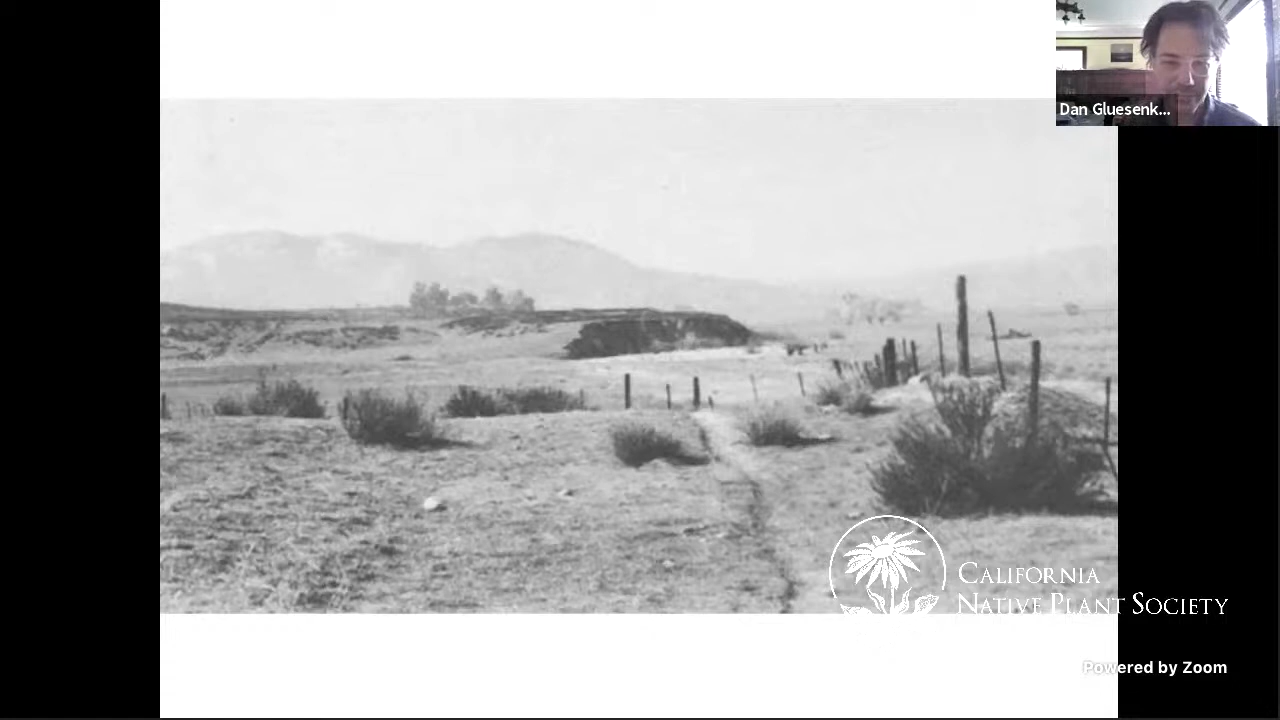 Dan Gluesenk...
CALIFORNIA
NATIVE PLANT SOCIETY
Powered by Zoom